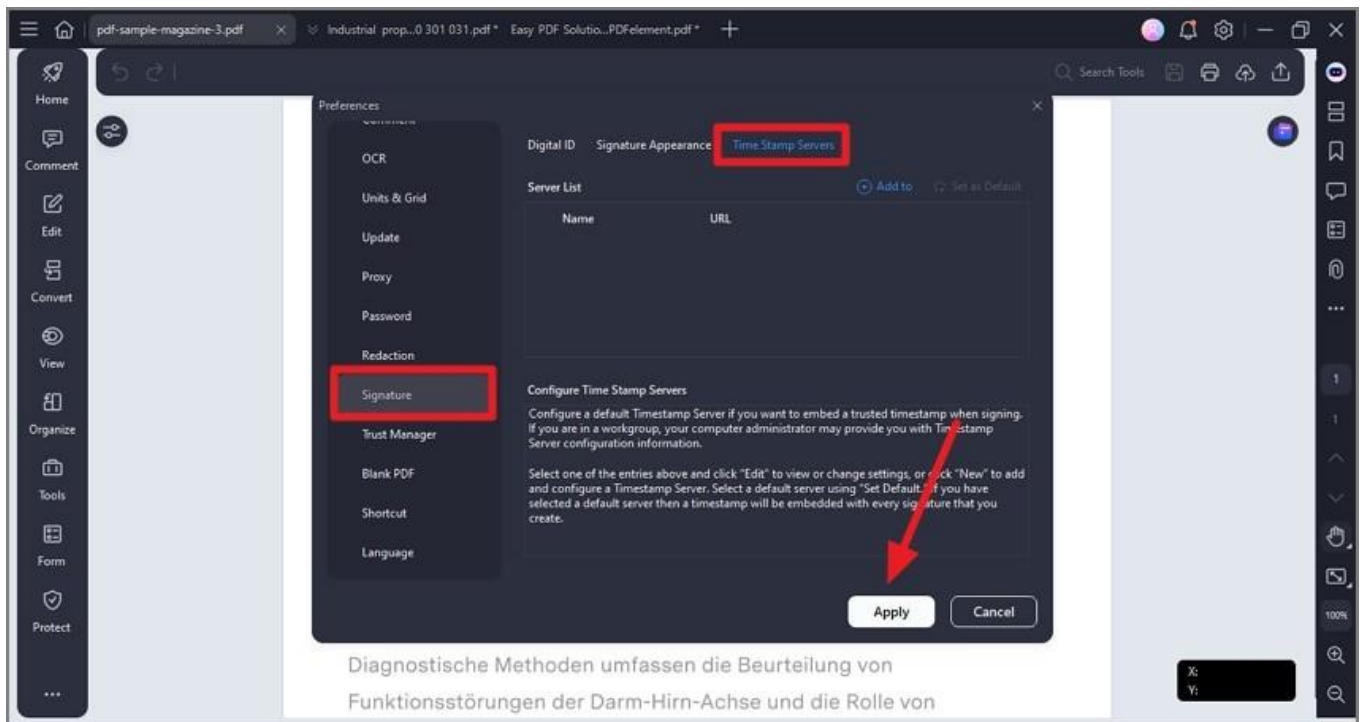 pdf-sample-magazine-3.pdf
Industrial prop...0 301 031.pdf *
Easy PDF Solutio...PDFelement.pdf *
Search Tools
Home
Comment
Edit
Convert
View
Organize
Tools
Form
Protect
Preferences
Comment
OCR
Units & Grid
Update
Proxy
Password
Redaction
Signature
Trust Manager
Blank PDF
Shortcut
Language
Digital ID
Signature Appearance
Time Stamp Servers
Server List
Add to
Set as Default
Name
URL
Configure Time Stamp Servers
Configure a default Timestamp Server if you want to embed a trusted timestamp when signing.
If you are in a workgroup, your computer administrator may provide you with Timestamp
Server configuration information.
Select one of the entries above and click "Edit" to view or change settings, or click "New" to add
and configure a Timestamp Server. Select a default server using "Set Default." If you have
selected a default server then a timestamp will be embedded with every signature that you
create.
Apply
Cancel
Diagnostische Methoden umfassen die Beurteilung von
Funktionsstörungen der Darm-Hirn-Achse und die Rolle von
1
1
100%
X:
Y: